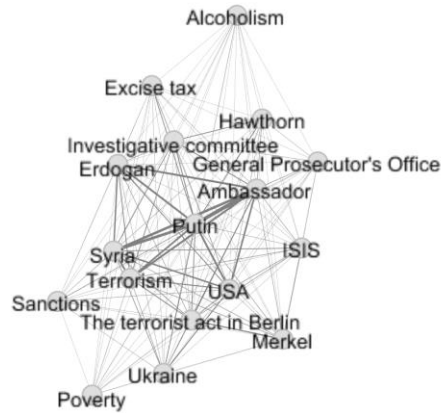 Alcoholism
Excise tax
Hawthorn
Investigative committee
Erdogan
General Prosecutor's Office
Ambassador
Putin
Syria
ISIS
Terrorism
USA
Sanctions
The terrorist act in Berlin
Merkel
Ukraine
Poverty